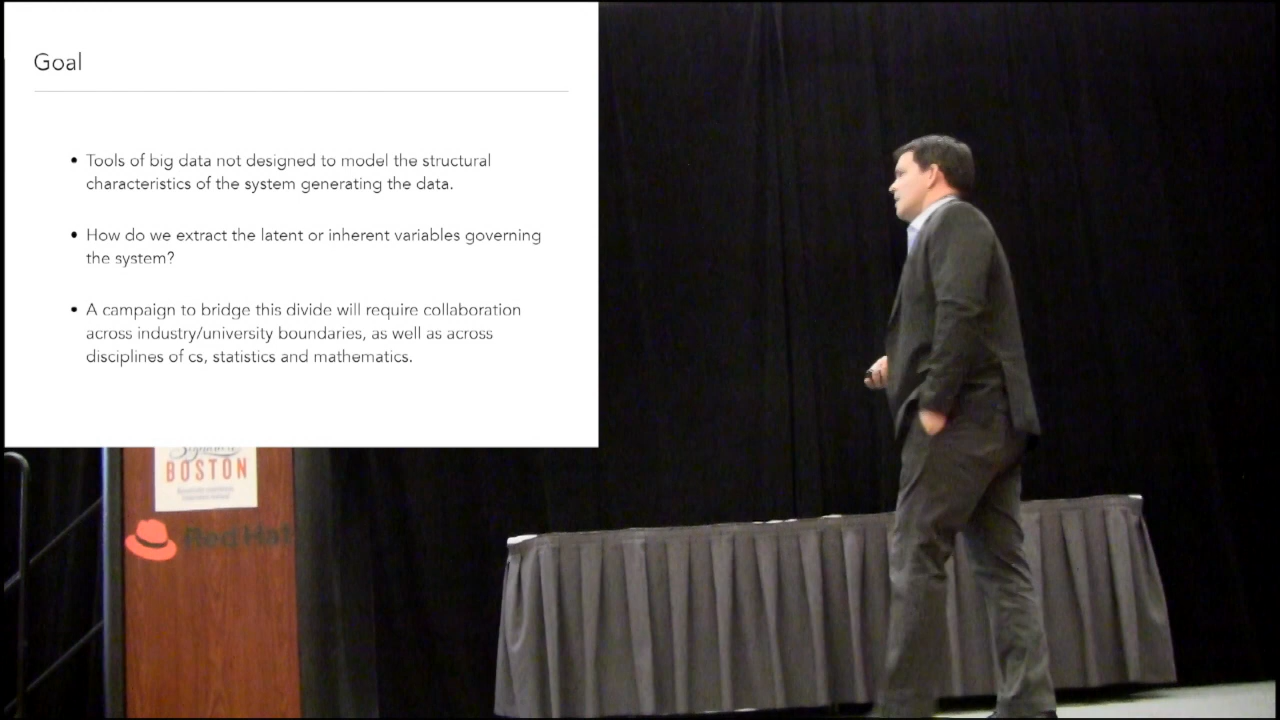 Goal
• Tools of big data not designed to model the structural
characteristics of the system generating the data.
• How do we extract the latent or inherent variables governing
the system?
• A campaign to bridge this divide will require collaboration
across industry/university boundaries, as well as across
disciplines of cs, statistics and mathematics.
BOSTON
Red Hat